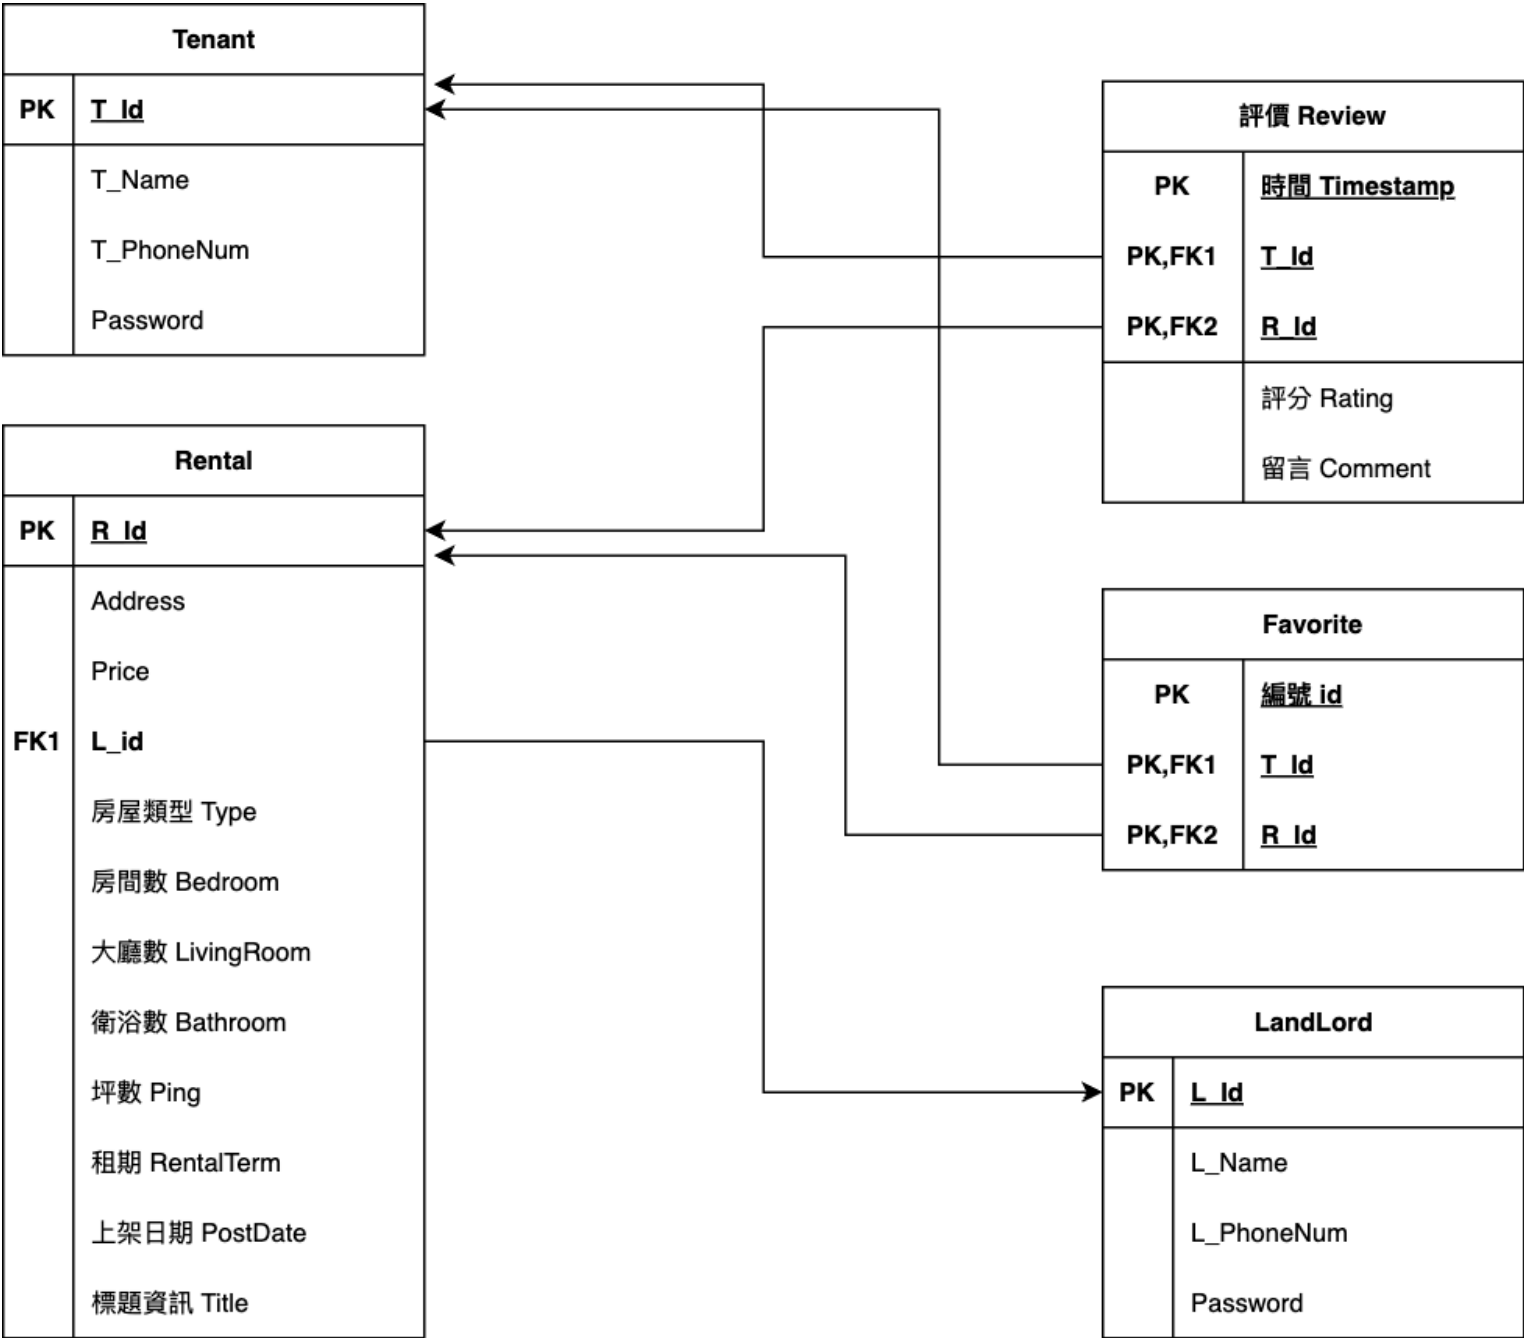 Tenant
PK T_Id
T_Name
T_PhoneNum
Password
Rental
PK R_Id
Address
Price
FK1 L_id
房屋類型 Type
房間數 Bedroom
大廳數 LivingRoom
衛浴數 Bathroom
坪數 Ping
租期 RentalTerm
上架日期 PostDate
標題資訊 Title
評價 Review
PK 時間 Timestamp
PK,FK1 T_Id
PK,FK2 R_Id
評分 Rating
留言 Comment
Favorite
PK 編號 id
PK,FK1 T_Id
PK,FK2 R_Id
LandLord
PK L_Id
L_Name
L_PhoneNum
Password